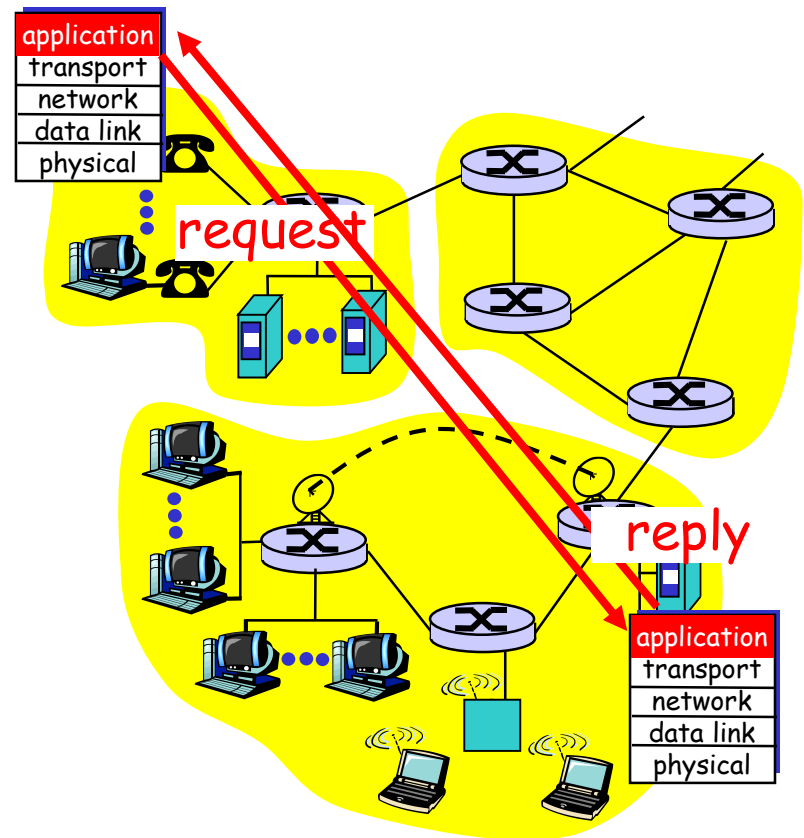 application
transport
network
data link
physical
request
reply
application
transport
network
data link
physical